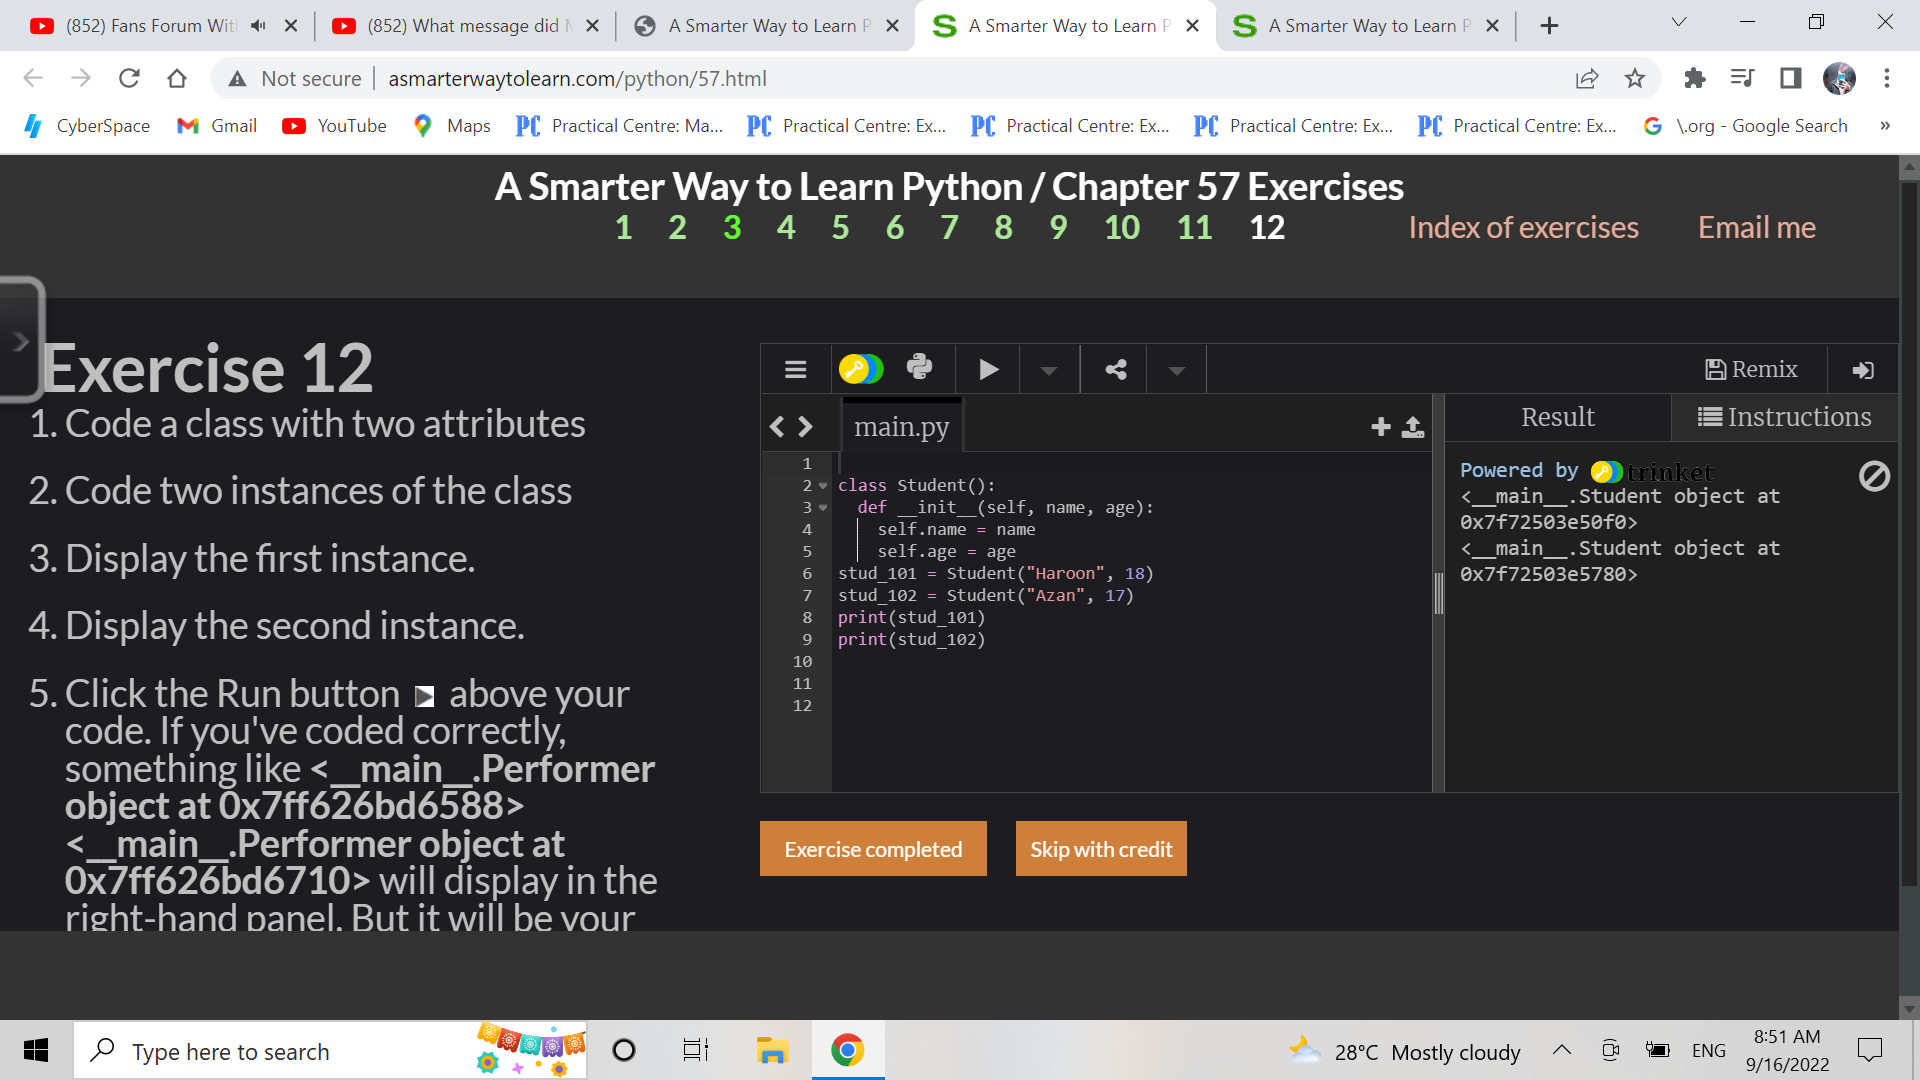 (852) Fans Forum Wit
(852) What message did
A Smarter Way to Learn P
A Smarter Way to Learn P
A Smarter Way to Learn P
Not secure
asmarterwaytolearn.com/python/57.html
CyberSpace
Gmail
YouTube
Maps
PC Practical Centre: Ma...
PC Practical Centre: Ex...
PC Practical Centre: Ex...
PC Practical Centre: Ex...
PC Practical Centre: Ex...
\.org - Google Search
»
A Smarter Way to Learn Python / Chapter 57 Exercises
1 2 3 4 5 6 7 8 9 10 11 12
Index of exercises
Email me
Exercise 12
1. Code a class with two attributes
2. Code two instances of the class
3. Display the first instance.
4. Display the second instance.
5. Click the Run button above your
code. If you've coded correctly,
something like <__main__.Performer
object at 0x7ff626bd6588>
<__main__.Performer object at
0x7ff626bd6710> will display in the
right-hand panel. But it will be your
Remix
main.py
1
2 class Student():
3 def __init__(self, name, age):
4 self.name = name
5 self.age = age
6 stud_101 = Student("Haroon", 18)
7 stud_102 = Student("Azan", 17)
8 print(stud_101)
9 print(stud_102)
10
11
12
Result
Instructions
Powered by trinket
<__main__.Student object at
0x7f72503e50f0>
<__main__.Student object at
0x7f72503e5780>
Exercise completed
Skip with credit
Type here to search
28°C Mostly cloudy
ENG
8:51 AM
9/16/2022